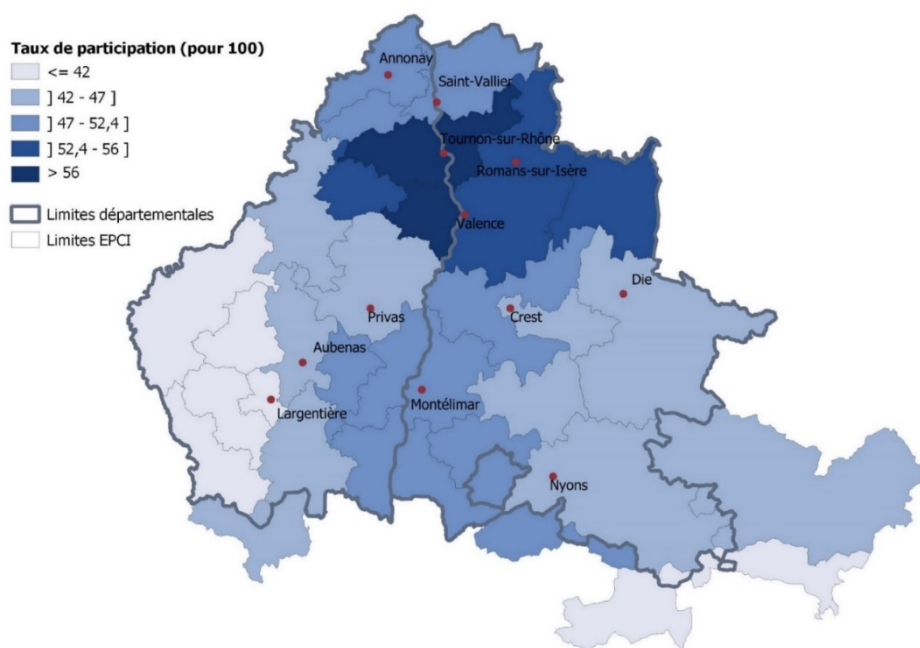 Taux de participation (pour 100)
<= 42
] 42 - 47 ]
] 47 - 52,4 ]
] 52,4 - 56 ]
> 56
Limites départementales
Limites EPCI
Annonay
Saint-Vallier
Tournon-sur-Rhône
Romans-sur-Isère
Valence
Die
Privas
Crest
Aubenas
Montélimar
Largentière
Nyons